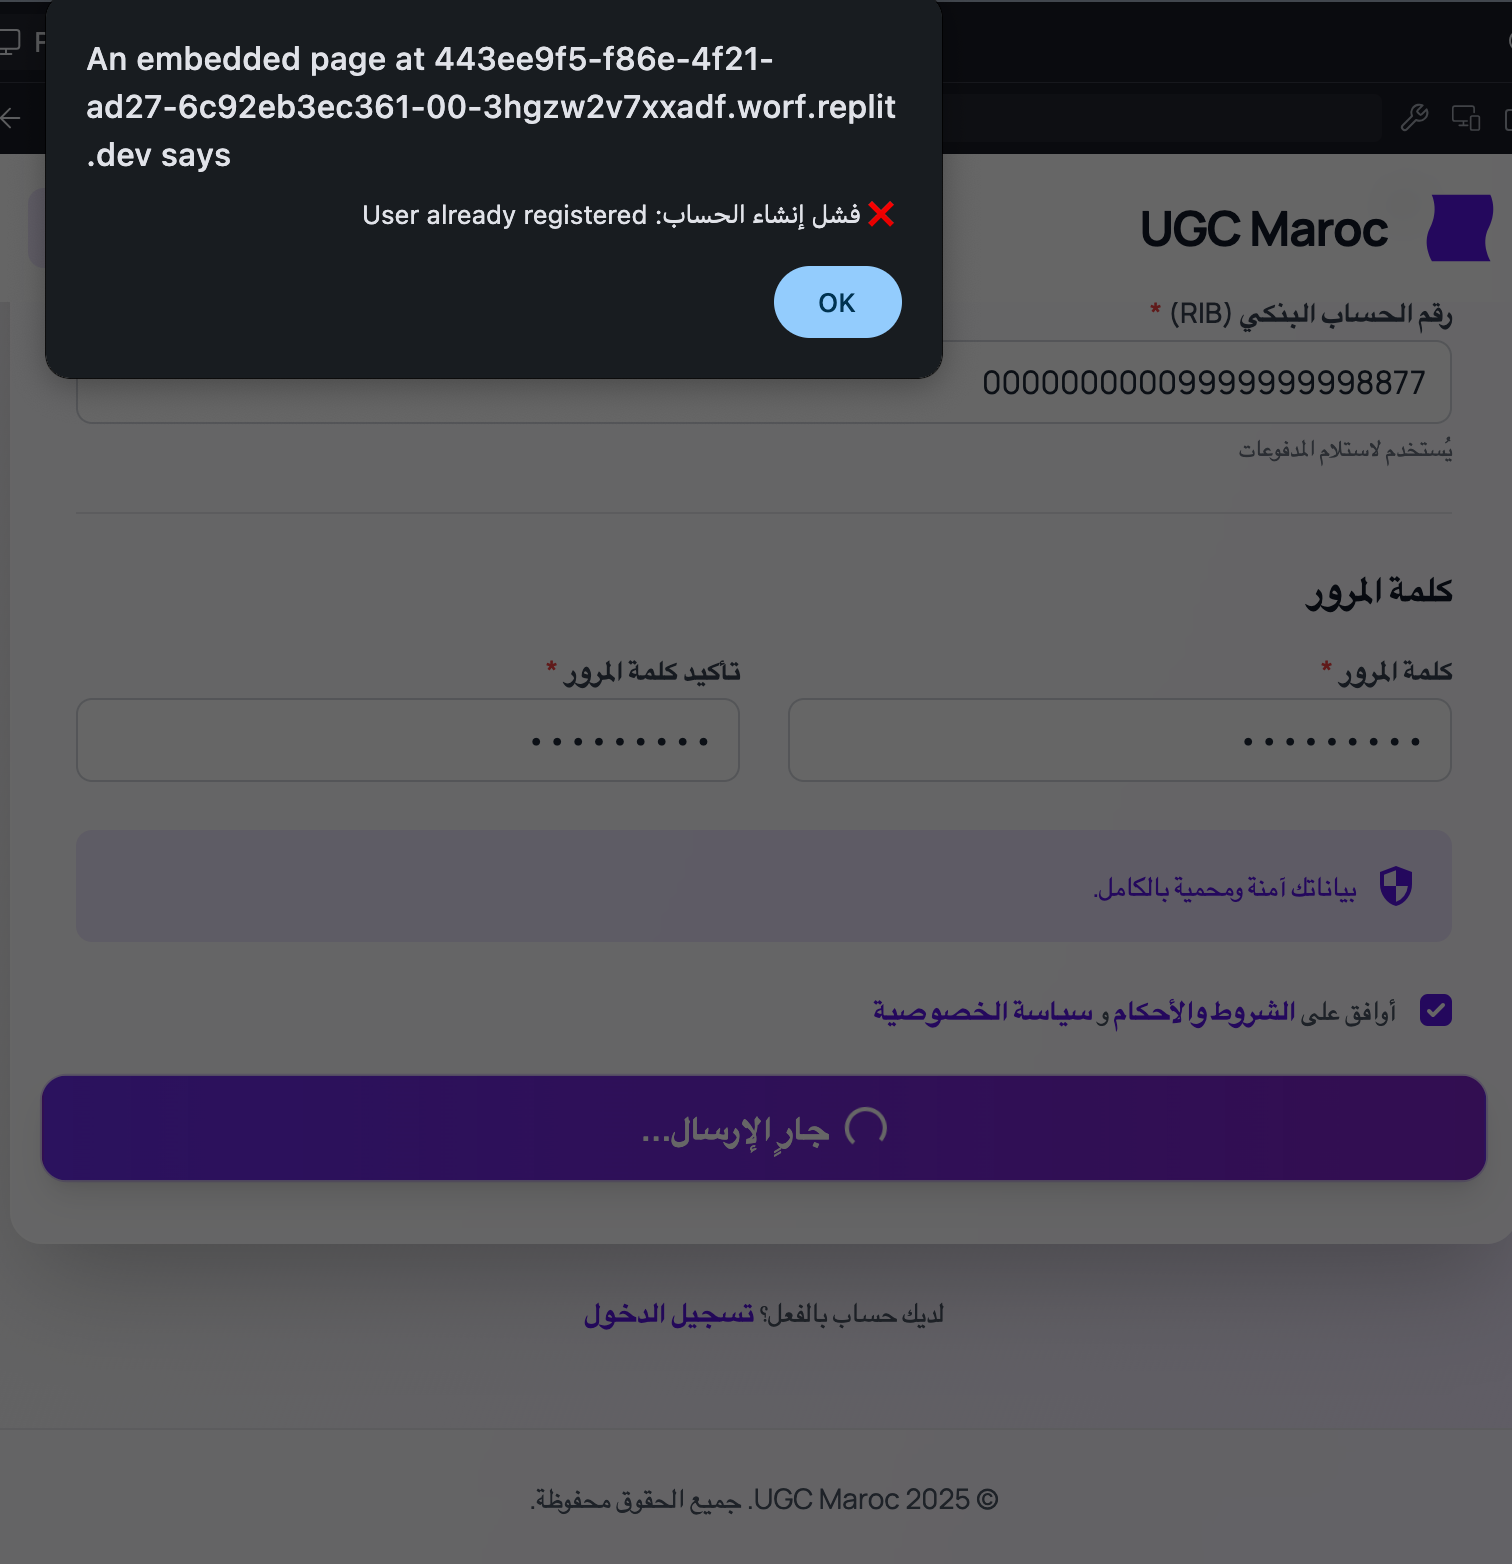 An embedded page at 443ee9f5-f86e-4f21-
ad27-6c92eb3ec361-00-3hgzw2v7xxadf.worf.replit
.dev says
❌ فشل إنشاء الحساب: User already registered
OK
UGC Maroc
رقم الحساب البنكي (RIB) *
00000000009999999998877
يُستخدم لاستلام المدفوعات
كلمة المرور
كلمة المرور *
تأكيد كلمة المرور *
بياناتك آمنة ومحمية بالكامل.
أوافق على الشروط والأحكام و سياسة الخصوصية
جارٍ الإرسال...
لديك حساب بالفعل؟ تسجيل الدخول
© 2025 UGC Maroc. جميع الحقوق محفوظة.